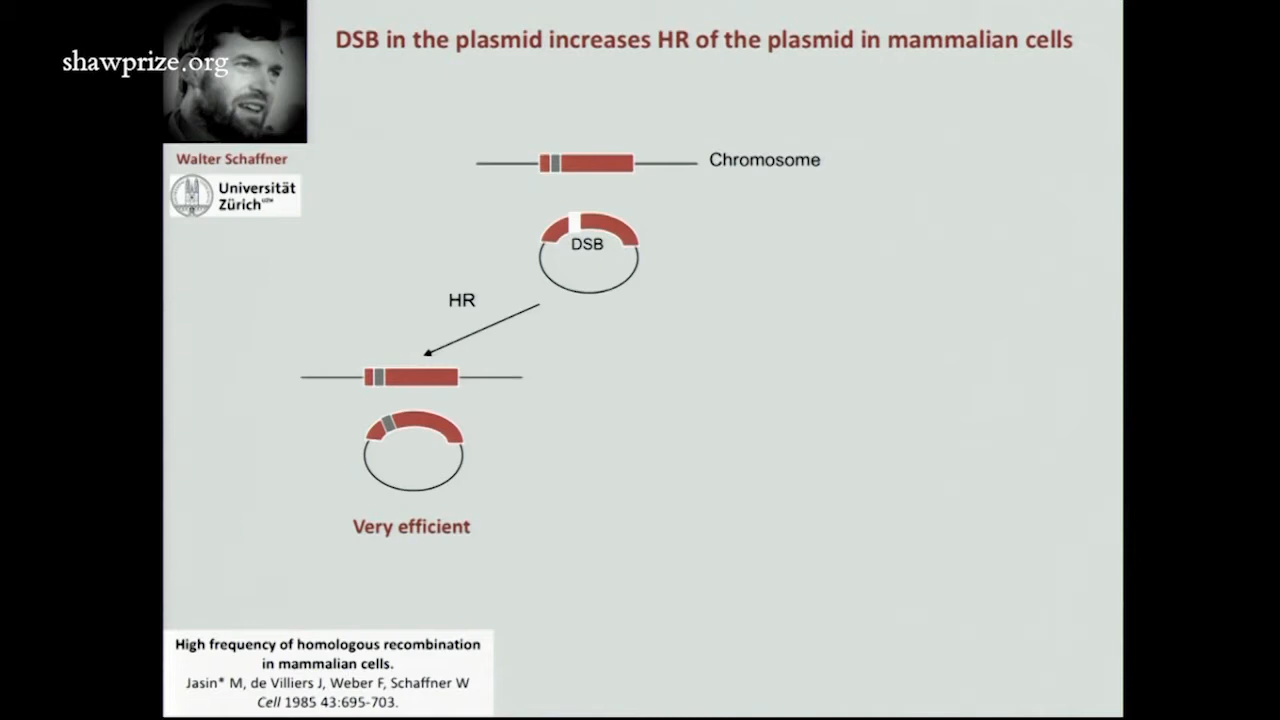 DSB in the plasmid increases HR of the plasmid in mammalian cells
shawprize.org
Walter Schaffner
Universität
Zürich UZH
Chromosome
DSB
HR
Very efficient
High frequency of homologous recombination
in mammalian cells.
Jasin* M, de Villiers J, Weber F, Schaffner W
Cell 1985 43:695-703.